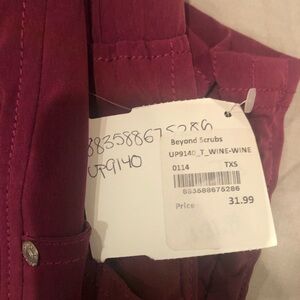 883588675286
UP9140
Beyond Scrubs
UP9140_T_WINE-WINE
0114 TXS
883588675286
Price 31.99